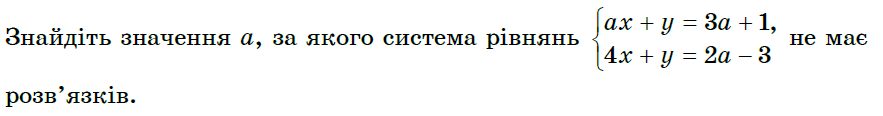 Знайдіть значення a, за якого система рівнянь { ax + y = 3a + 1, 4x + y = 2a − 3 не має
розв’язків.